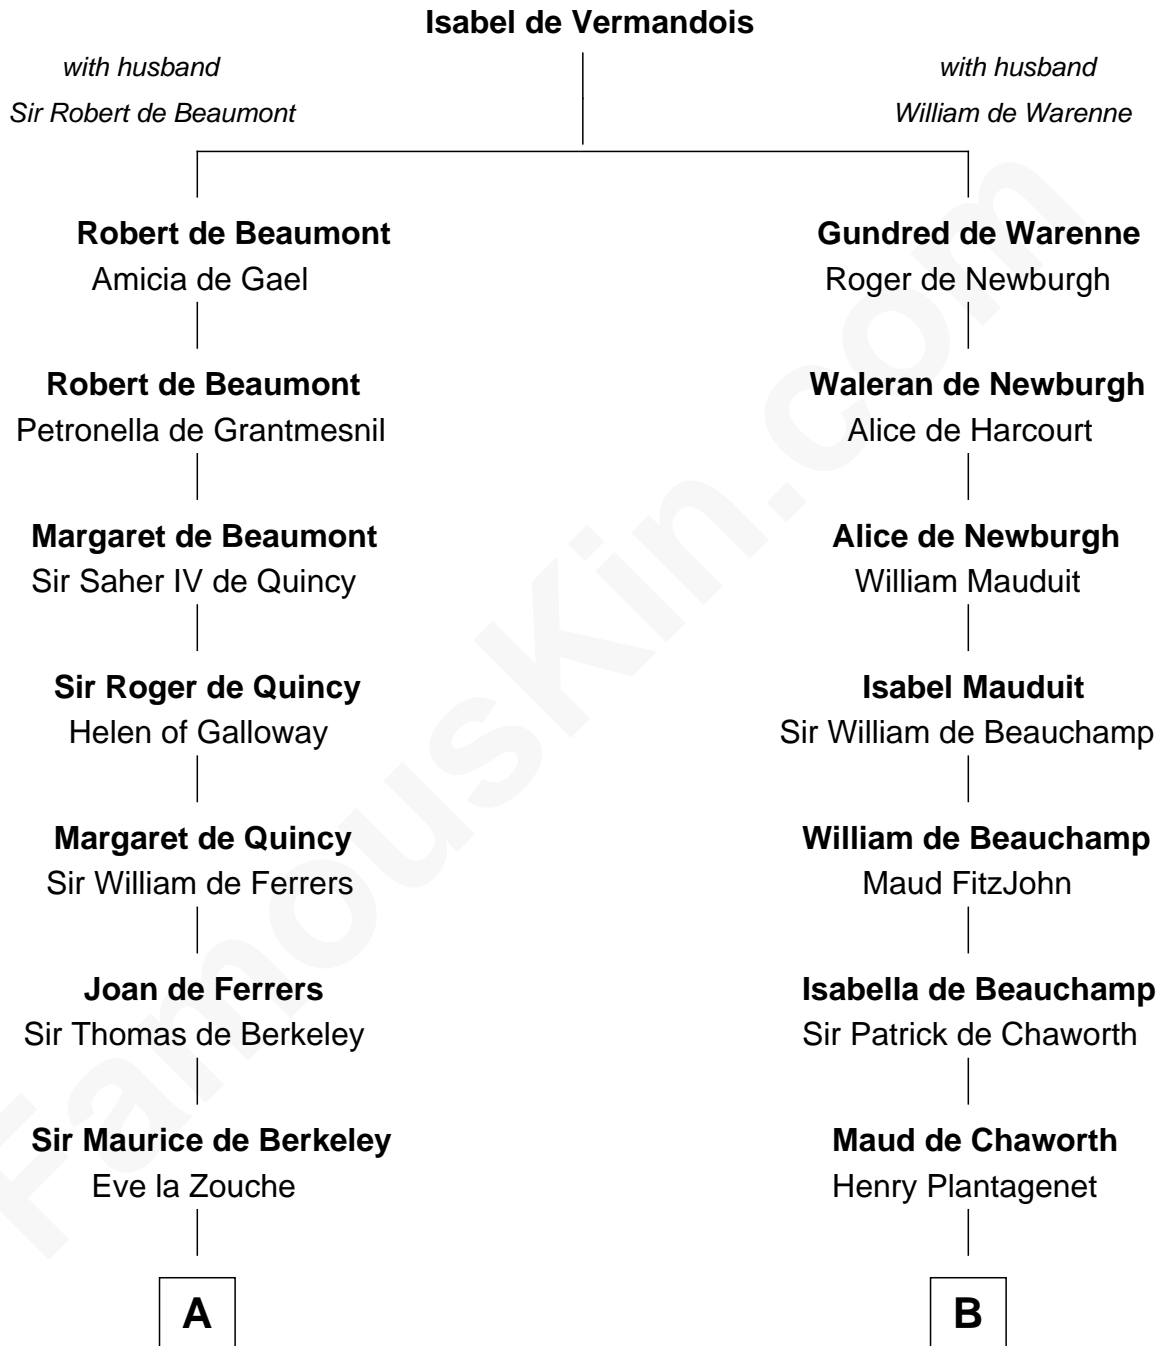 Isabel de Vermandois
with husband
Sir Robert de Beaumont
with husband
William de Warenne
Robert de Beaumont
Amicia de Gael
Gundred de Warenne
Roger de Newburgh
Robert de Beaumont
Petronella de Grantmesnil
Waleran de Newburgh
Alice de Harcourt
Margaret de Beaumont
Sir Saher IV de Quincy
Alice de Newburgh
William Mauduit
Sir Roger de Quincy
Helen of Galloway
Isabel Mauduit
Sir William de Beauchamp
Margaret de Quincy
Sir William de Ferrers
William de Beauchamp
Maud FitzJohn
Joan de Ferrers
Sir Thomas de Berkeley
Isabella de Beauchamp
Sir Patrick de Chaworth
Sir Maurice de Berkeley
Eve la Zouche
Maud de Chaworth
Henry Plantagenet
A
B
FamousKin.com